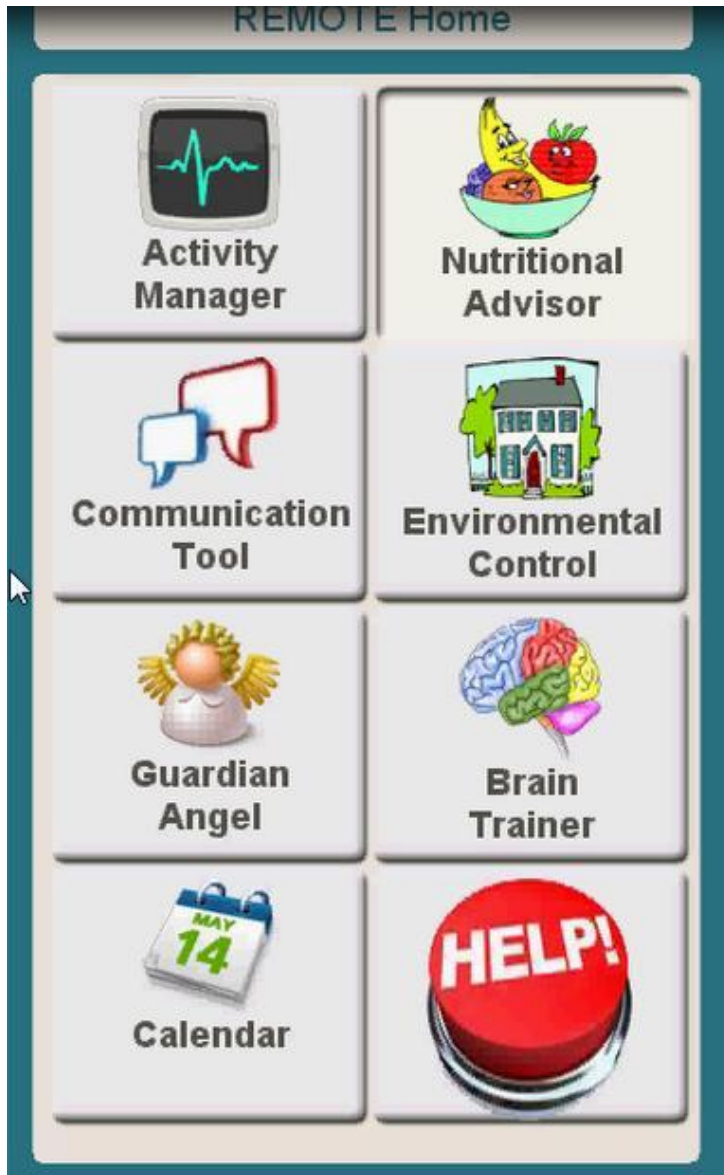 REMOTE Home
Activity
Manager
Nutritional
Advisor
Communication
Tool
Environmental
Control
Guardian
Angel
Brain
Trainer
MAY
14
Calendar
HELP!